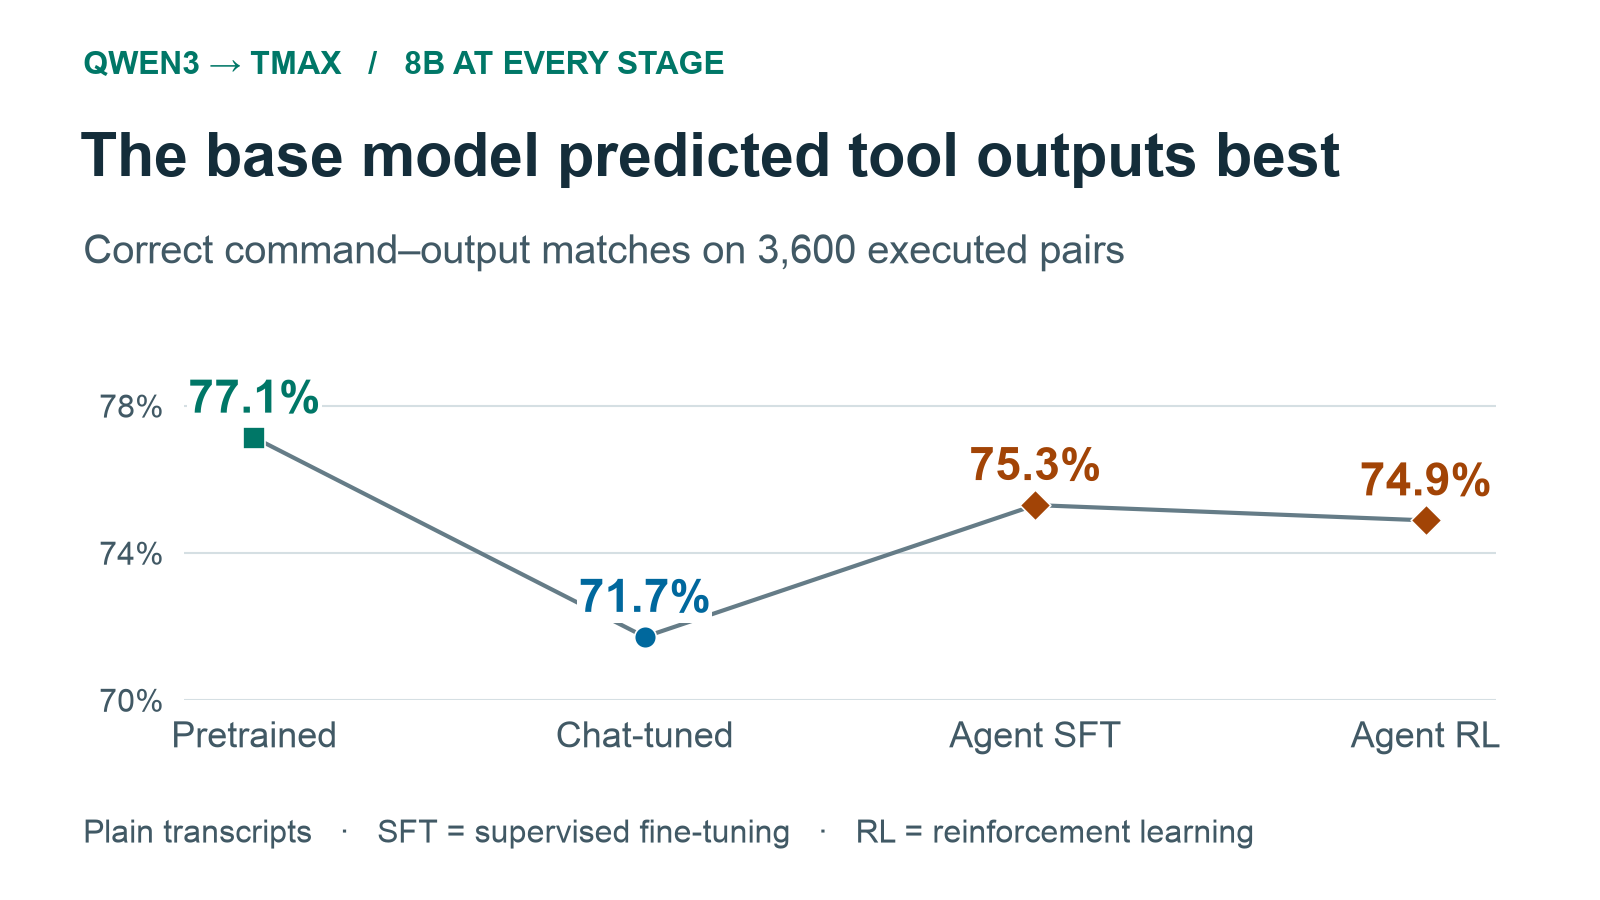 QWEN3 → TMAX / 8B AT EVERY STAGE
The base model predicted tool outputs best
Correct command–output matches on 3,600 executed pairs
78%
77.1%
75.3%
74.9%
74%
71.7%
70%
Pretrained
Chat-tuned
Agent SFT
Agent RL
Plain transcripts · SFT = supervised fine-tuning · RL = reinforcement learning